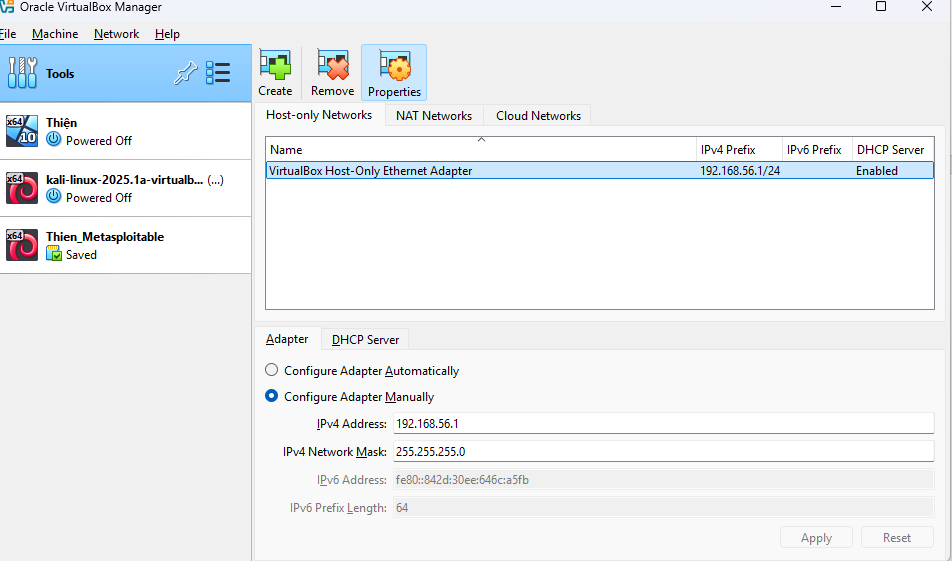 Oracle VirtualBox Manager
File Machine Network Help
Tools
Create Remove Properties
x64 10 Thiện
Powered Off
x64 kali-linux-2025.1a-virtualb... (...)
Powered Off
x64 Thien_Metasploitable
Saved
Host-only Networks NAT Networks Cloud Networks
Name IPv4 Prefix IPv6 Prefix DHCP Server
VirtualBox Host-Only Ethernet Adapter 192.168.56.1/24 Enabled
Adapter DHCP Server
Configure Adapter Automatically
Configure Adapter Manually
IPv4 Address: 192.168.56.1
IPv4 Network Mask: 255.255.255.0
IPv6 Address: fe80::842d:30ee:646c:a5fb
IPv6 Prefix Length: 64
Apply Reset